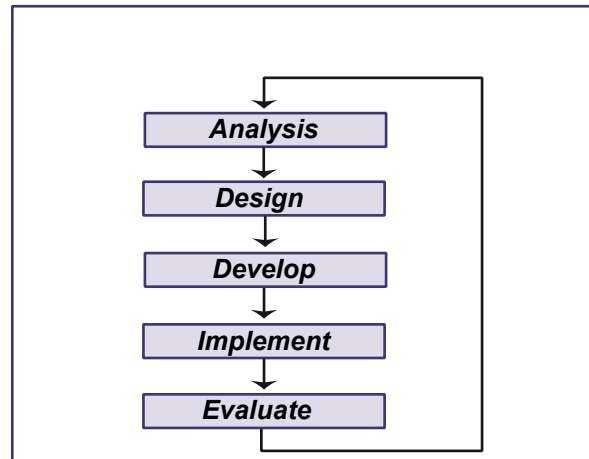 Analysis
Design
Develop
Implement
Evaluate